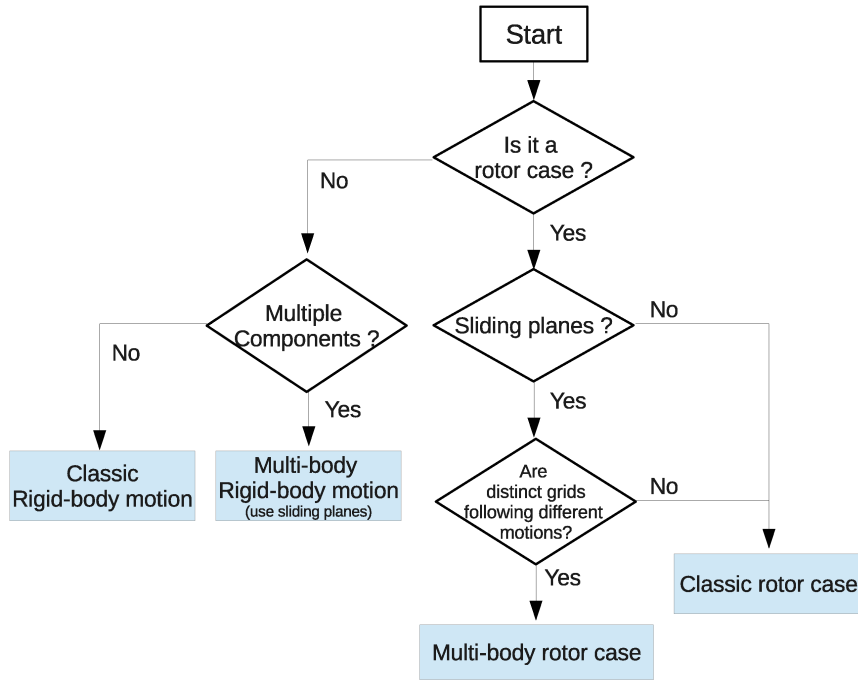 Start
Is it a
rotor case ?
No
Yes
Multiple
Components ?
Sliding planes ?
No
No
Yes
Yes
Classic
Rigid-body motion
Multi-body
Rigid-body motion
(use sliding planes)
Are
distinct grids
following different
motions?
No
Yes
Classic rotor case
Multi-body rotor case